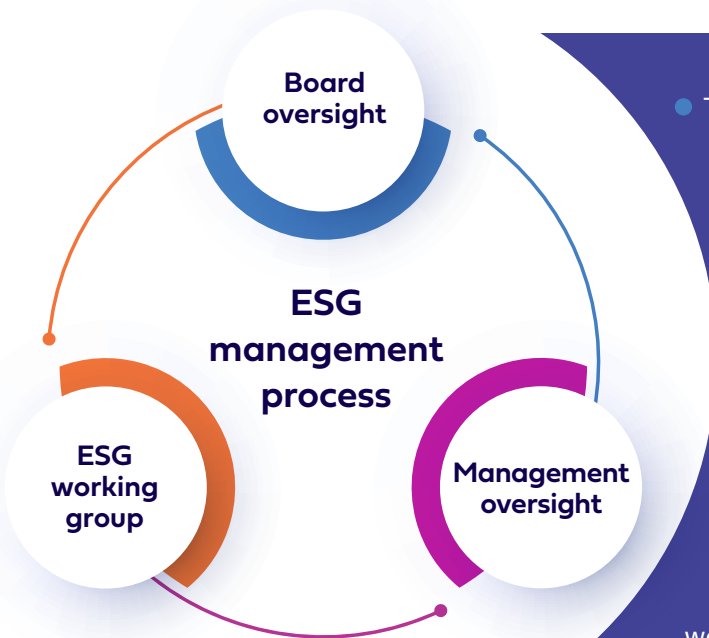 Board
oversight
ESG
management
process
ESG
working
group
Management
oversight